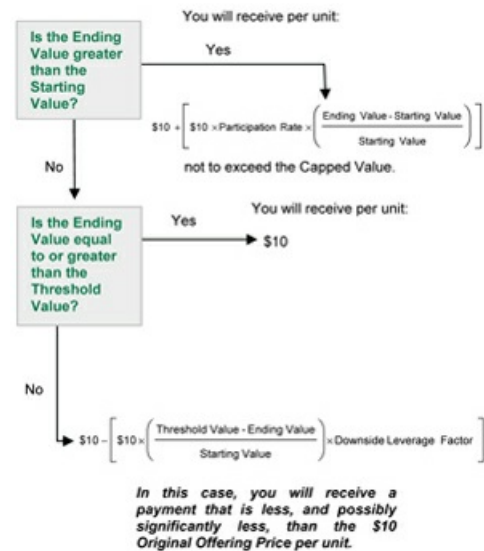 You will receive per unit:
Is the Ending
Value greater
than the
Starting
Value?
Yes
$10 + [ $10 × Participation Rate × ( Ending Value - Starting Value / Starting Value ) ]
not to exceed the Capped Value.
No
Is the Ending
Value equal
to or greater
than the
Threshold
Value?
Yes
You will receive per unit:
$10
No
$10 − [ $10 × ( Threshold Value - Ending Value / Starting Value ) × Downside Leverage Factor ]
In this case, you will receive a
payment that is less, and possibly
significantly less, than the $10
Original Offering Price per unit.